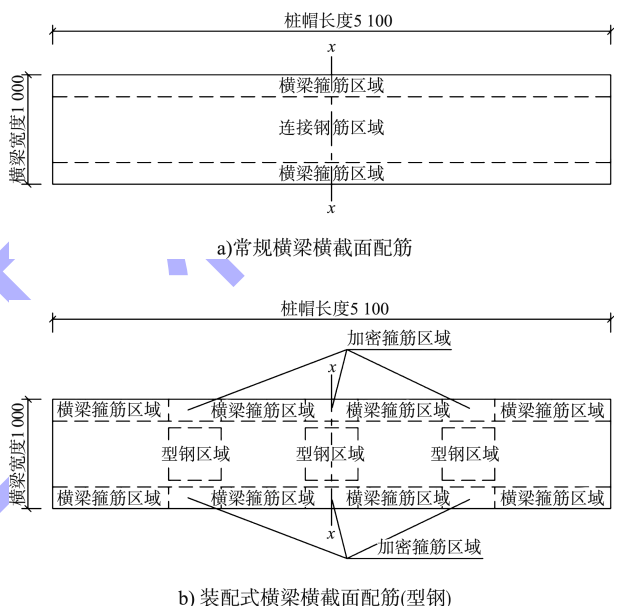 桩帽长度5 100
x
横梁箍筋区域
横梁宽度1 000
连接钢筋区域
横梁箍筋区域
x
a)常规横梁横截面配筋
桩帽长度5 100
加密箍筋区域
x
横梁箍筋区域 横梁箍筋区域 横梁箍筋区域 横梁箍筋区域
横梁宽度1 000
型钢区域 型钢区域 型钢区域
横梁箍筋区域 横梁箍筋区域 横梁箍筋区域 横梁箍筋区域
x
加密箍筋区域
b) 装配式横梁横截面配筋(型钢)